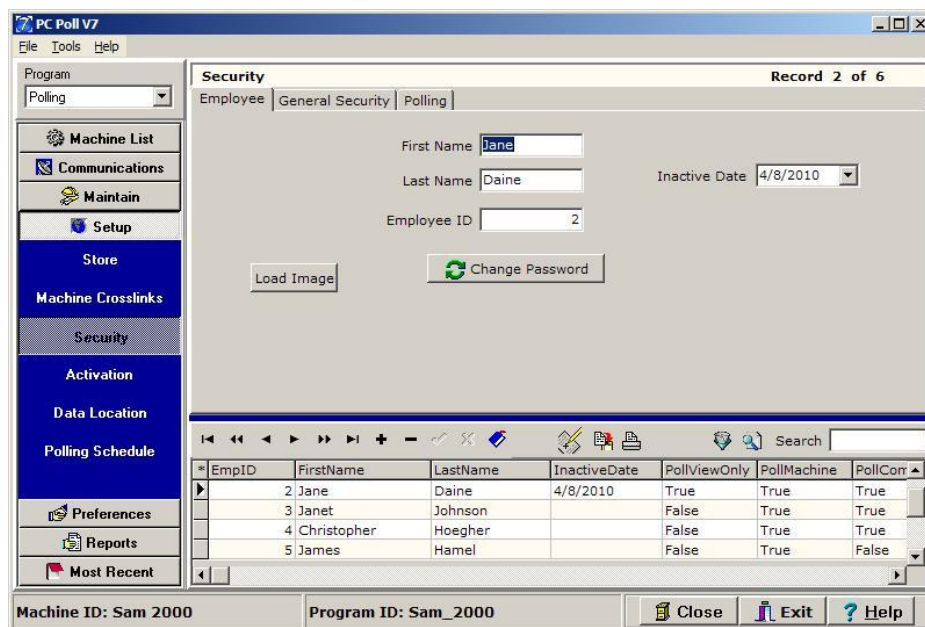 PC Poll V7
File Tools Help
Program
Polling
Machine List
Communications
Maintain
Setup
Store
Machine Crosslinks
Security
Activation
Data Location
Polling Schedule
Preferences
Reports
Most Recent
Security Record 2 of 6
Employee General Security Polling
First Name Jane
Last Name Daine
Inactive Date 4/8/2010
Employee ID 2
Load Image
Change Password
Search
* EmpID FirstName LastName InactiveDate PollViewOnly PollMachine PollCom
2 Jane Daine 4/8/2010 True True True
3 Janet Johnson False True True
4 Christopher Hoegher False True True
5 James Hamel False True False
Machine ID: Sam 2000 Program ID: Sam_2000 Close Exit ? Help